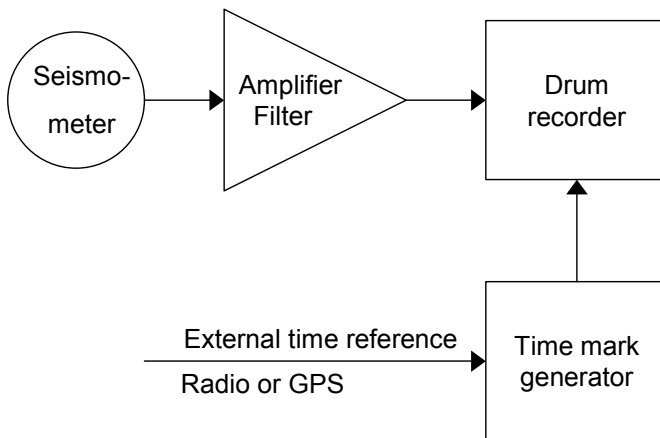 Seismo-
meter
Amplifier
Filter
Drum
recorder
External time reference
Radio or GPS
Time mark
generator